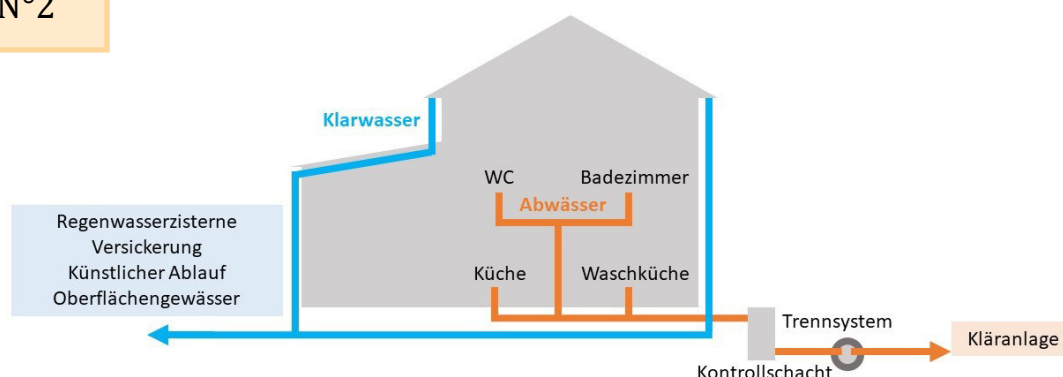 N°2
Klarwasser
WC
Badezimmer
Abwässer
Regenwasserzisterne
Versickerung
Künstlicher Ablauf
Oberflächengewässer
Küche
Waschküche
Trennsystem
Kläranlage
Kontrollschacht